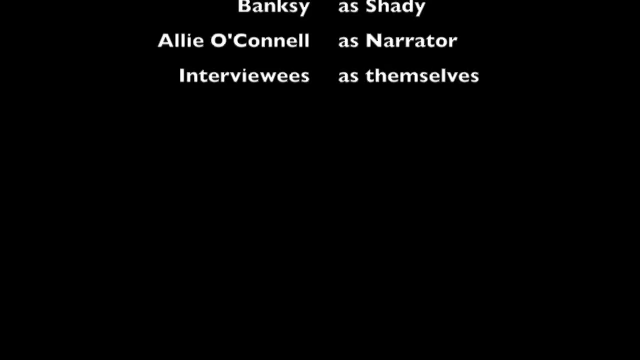 Banksy as Shady
Allie O'Connell as Narrator
Interviewees as themselves